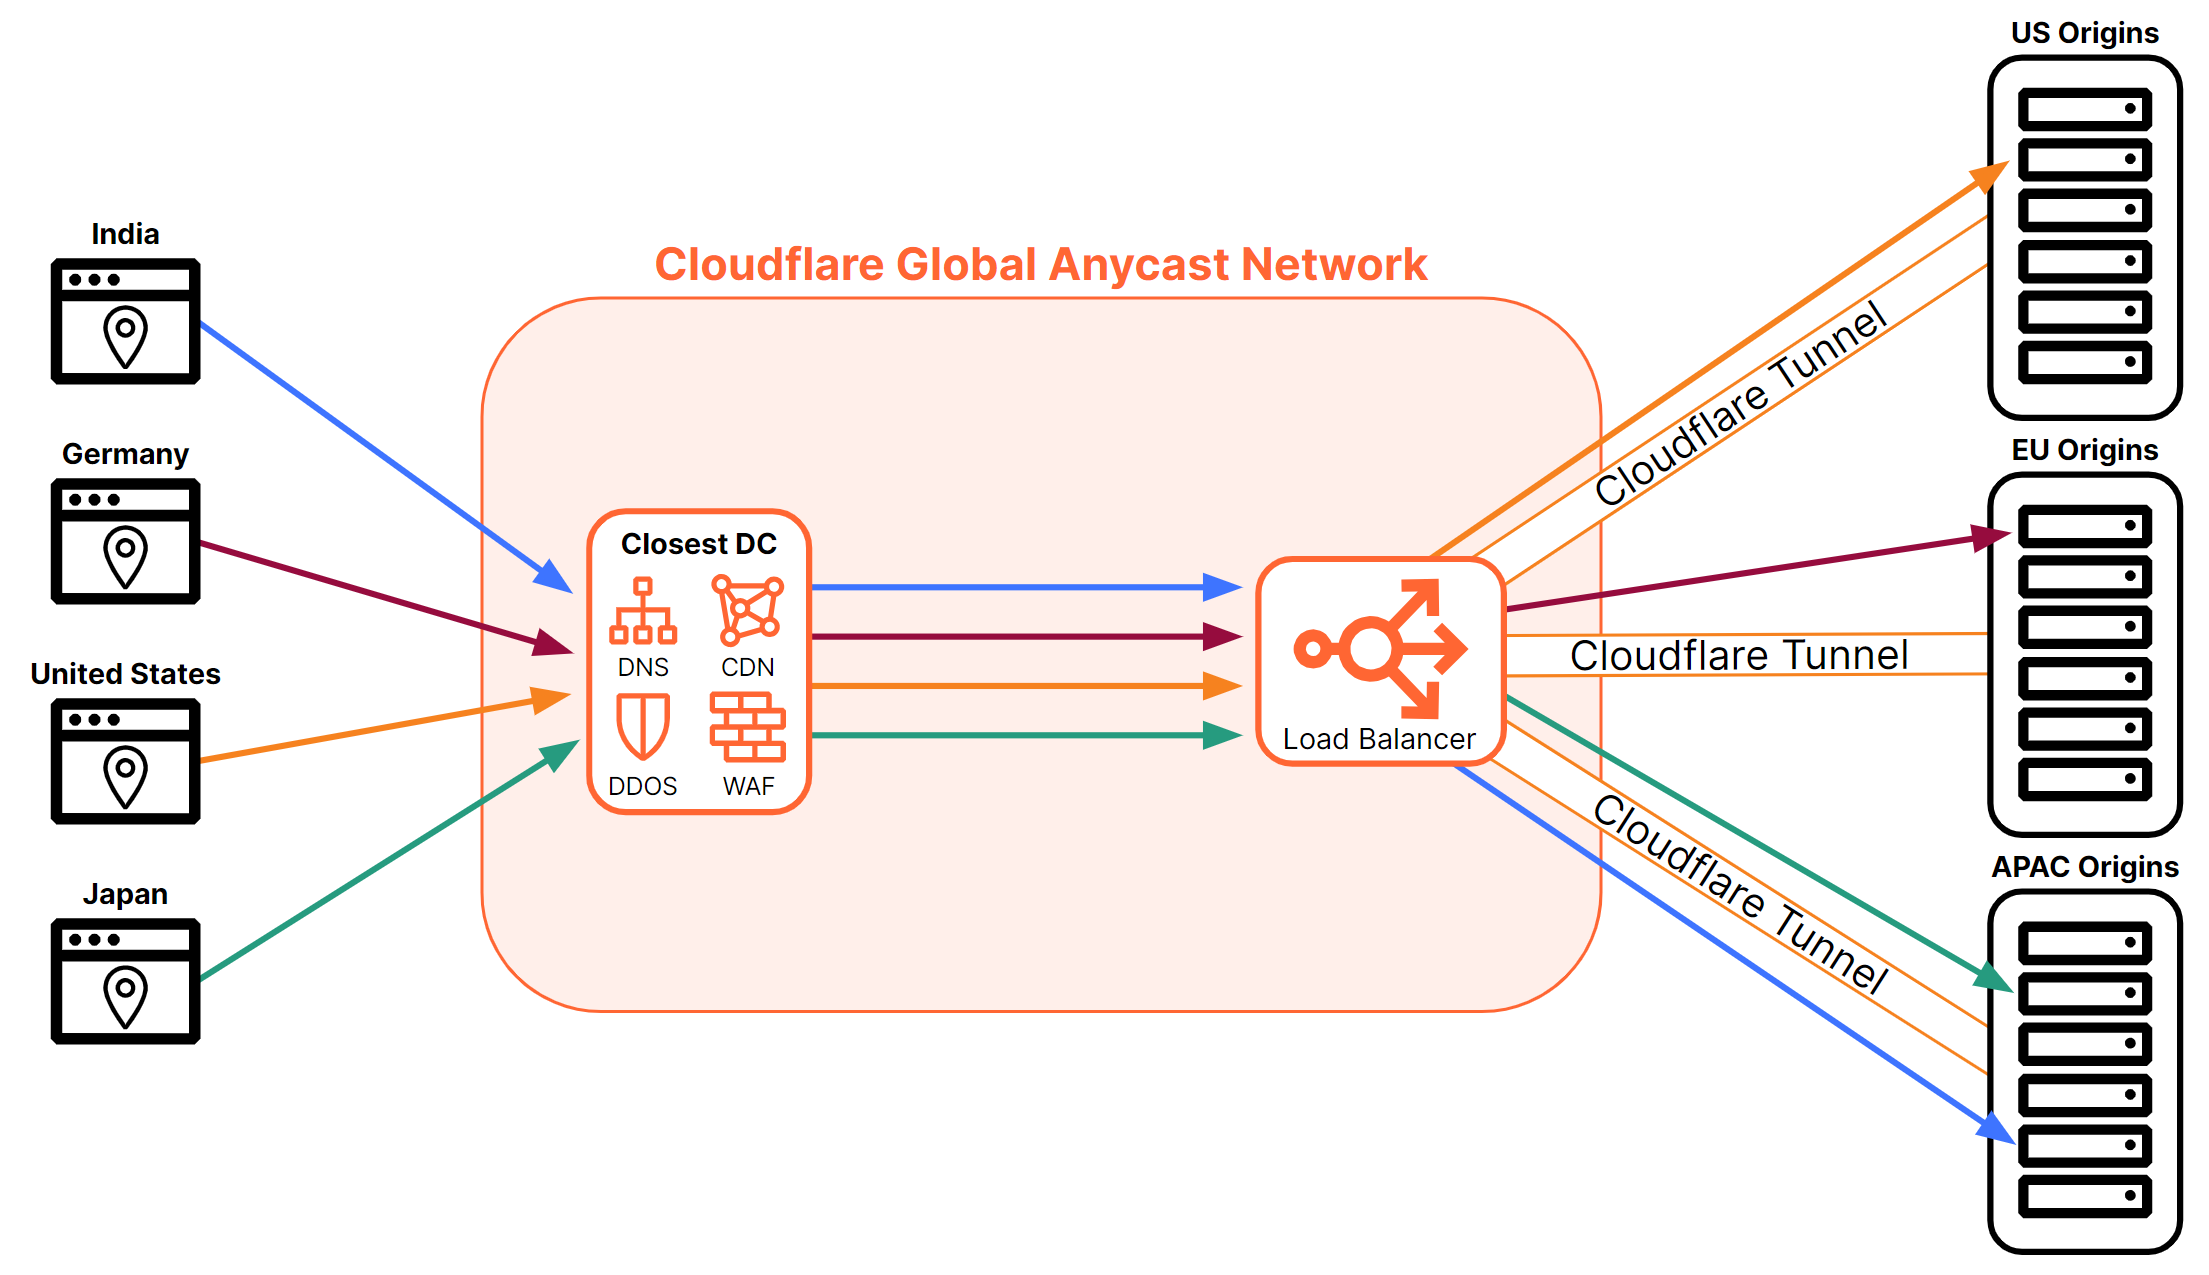 US Origins
India
Cloudflare Global Anycast Network
Cloudflare Tunnel
Germany
EU Origins
Closest DC
DNS
CDN
Cloudflare Tunnel
United States
Load Balancer
DDOS
WAF
Cloudflare Tunnel
APAC Origins
Japan